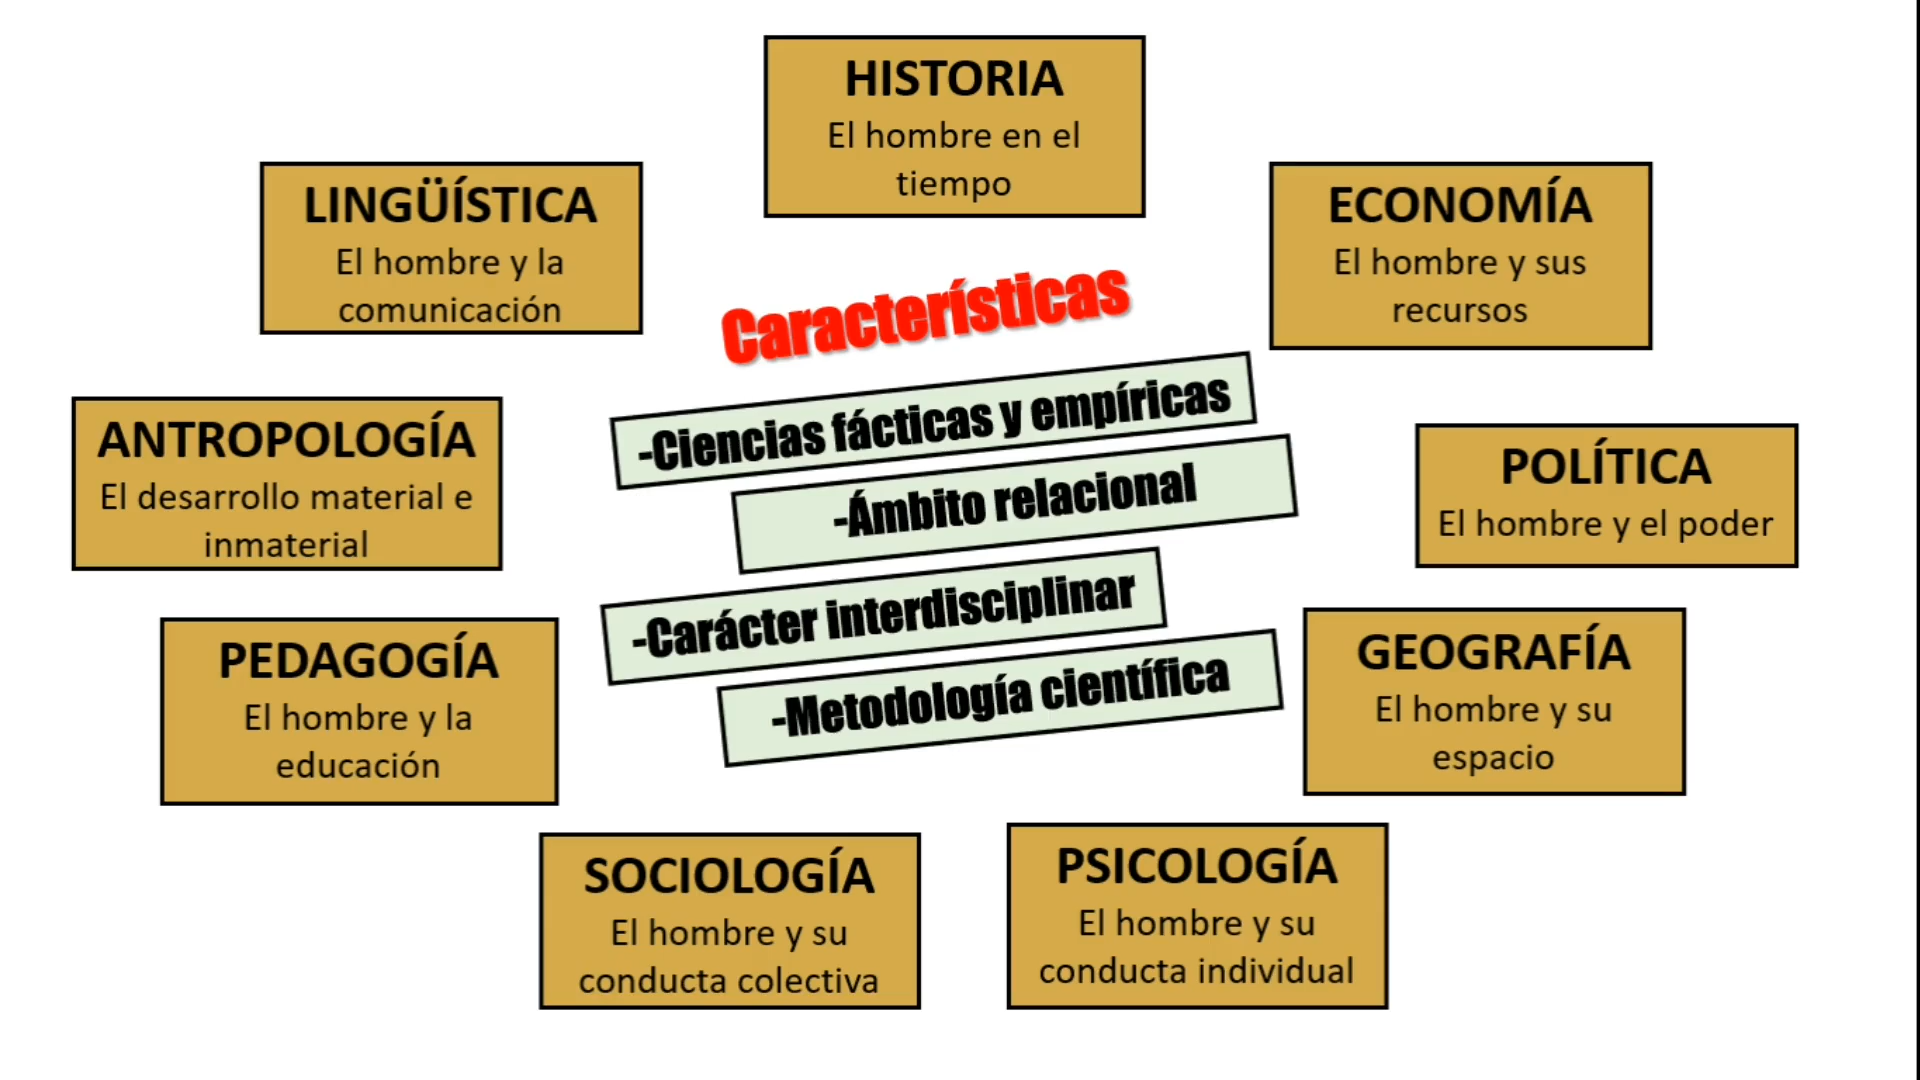 HISTORIA
El hombre en el
tiempo
LINGÜÍSTICA
El hombre y la
comunicación
ECONOMÍA
El hombre y sus
recursos
Características
-Ciencias fácticas y empíricas
-Ámbito relacional
-Carácter interdisciplinar
-Metodología científica
ANTROPOLOGÍA
El desarrollo material e
inmaterial
POLÍTICA
El hombre y el poder
PEDAGOGÍA
El hombre y la
educación
GEOGRAFÍA
El hombre y su
espacio
SOCIOLOGÍA
El hombre y su
conducta colectiva
PSICOLOGÍA
El hombre y su
conducta individual